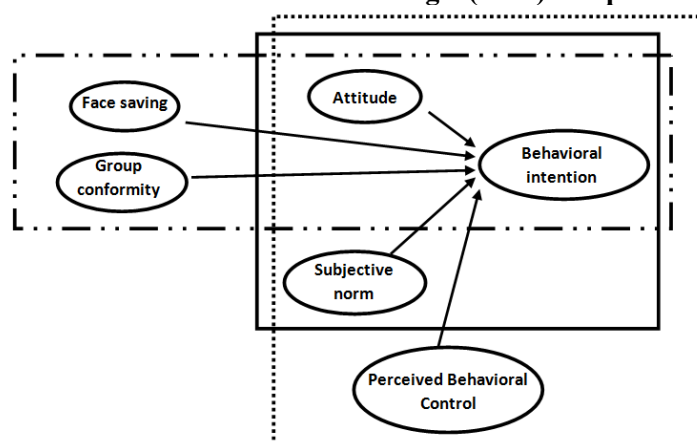 Face saving
Attitude
Group
conformity
Behavioral
intention
Subjective
norm
Perceived Behavioral
Control